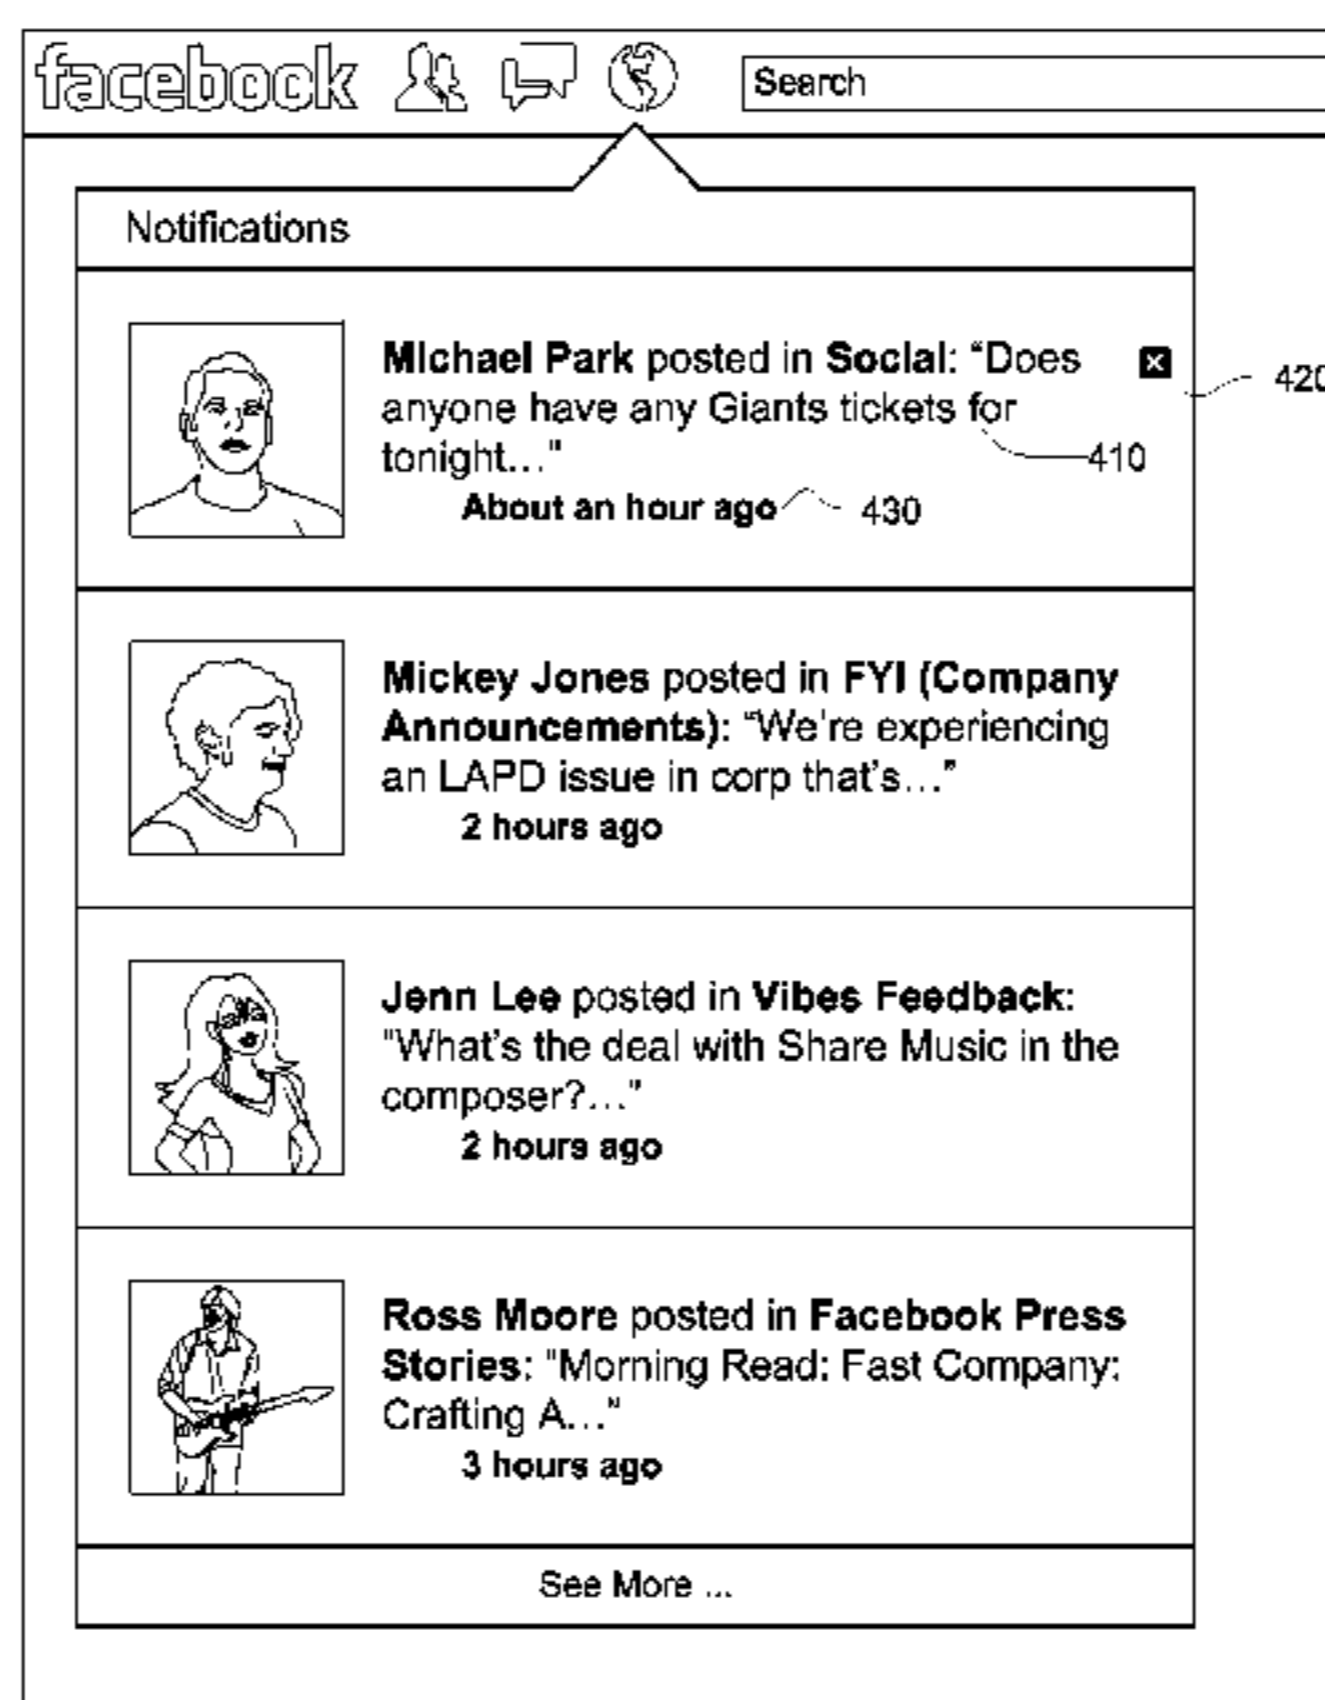 facebook
Search
Notifications
Michael Park posted in Social: “Does
anyone have any Giants tickets for
tonight...”
About an hour ago
420
410
430
Mickey Jones posted in FYI (Company
Announcements): “We're experiencing
an LAPD issue in corp that's...”
2 hours ago
Jenn Lee posted in Vibes Feedback:
“What's the deal with Share Music in the
composer?...”
2 hours ago
Ross Moore posted in Facebook Press
Stories: “Morning Read: Fast Company:
Crafting A...”
3 hours ago
See More ...